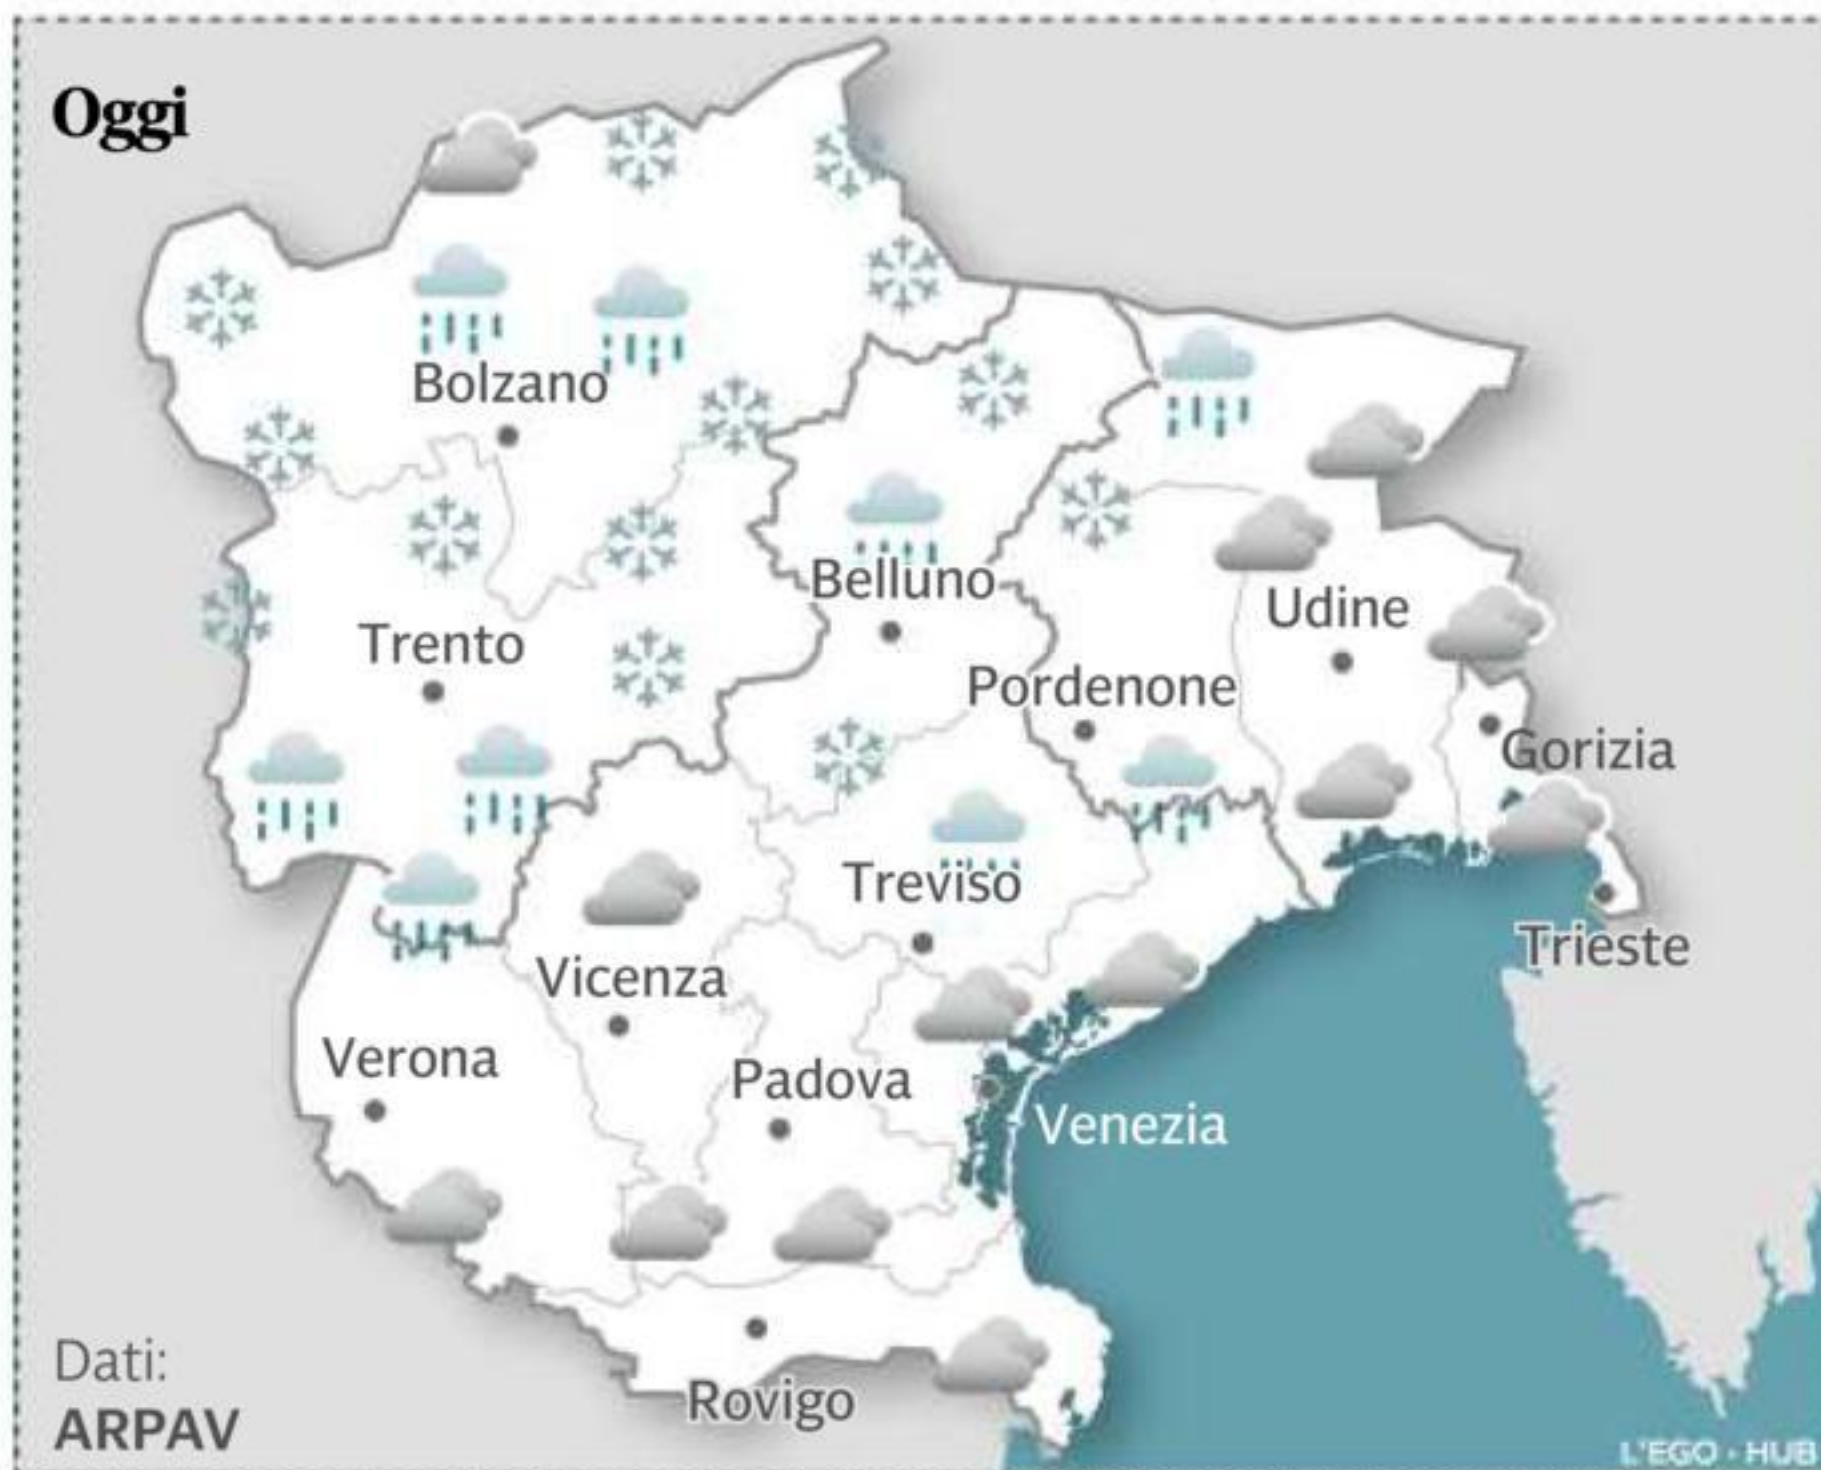 Oggi
Bolzano
Belluno
Udine
Trento
Pordenone
Gorizia
Treviso
Trieste
Vicenza
Verona
Padova
Venezia
Dati:
ARPAV
Rovigo
L'EGO - HUB